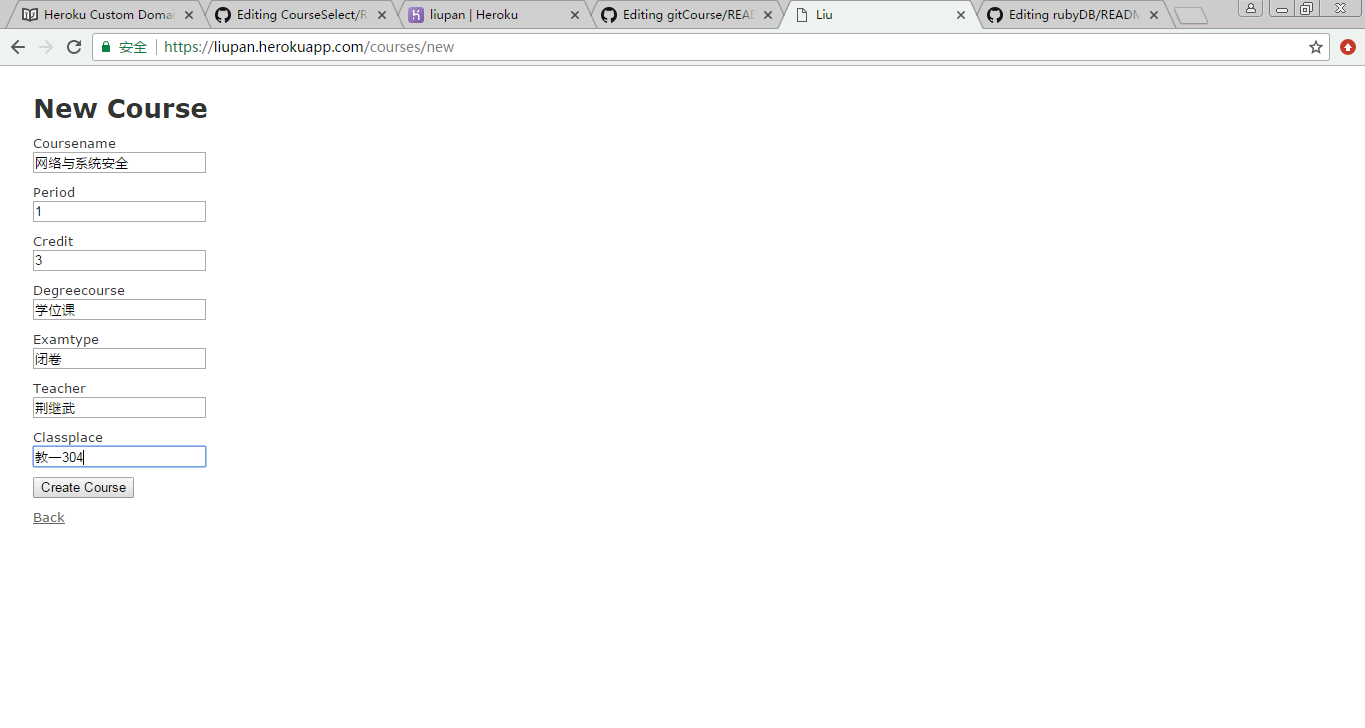 Heroku Custom Domai
Editing CourseSelect/R
liupan | Heroku
Editing gitCourse/READ
Liu
Editing rubyDB/READM
安全 https://liupan.herokuapp.com/courses/new
New Course
Coursename
网络与系统安全
Period
1
Credit
3
Degreecourse
学位课
Examtype
闭卷
Teacher
荆继武
Classplace
教一304
Create Course
Back